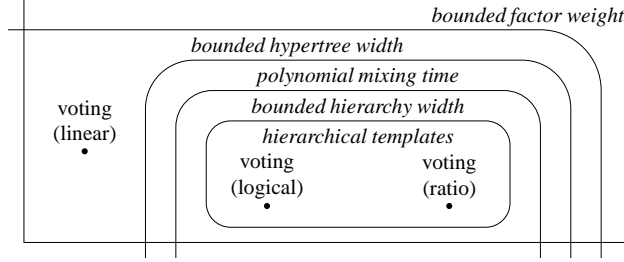 bounded factor weight
bounded hypertree width
polynomial mixing time
bounded hierarchy width
hierarchical templates
voting
(linear)
voting
(logical)
voting
(ratio)